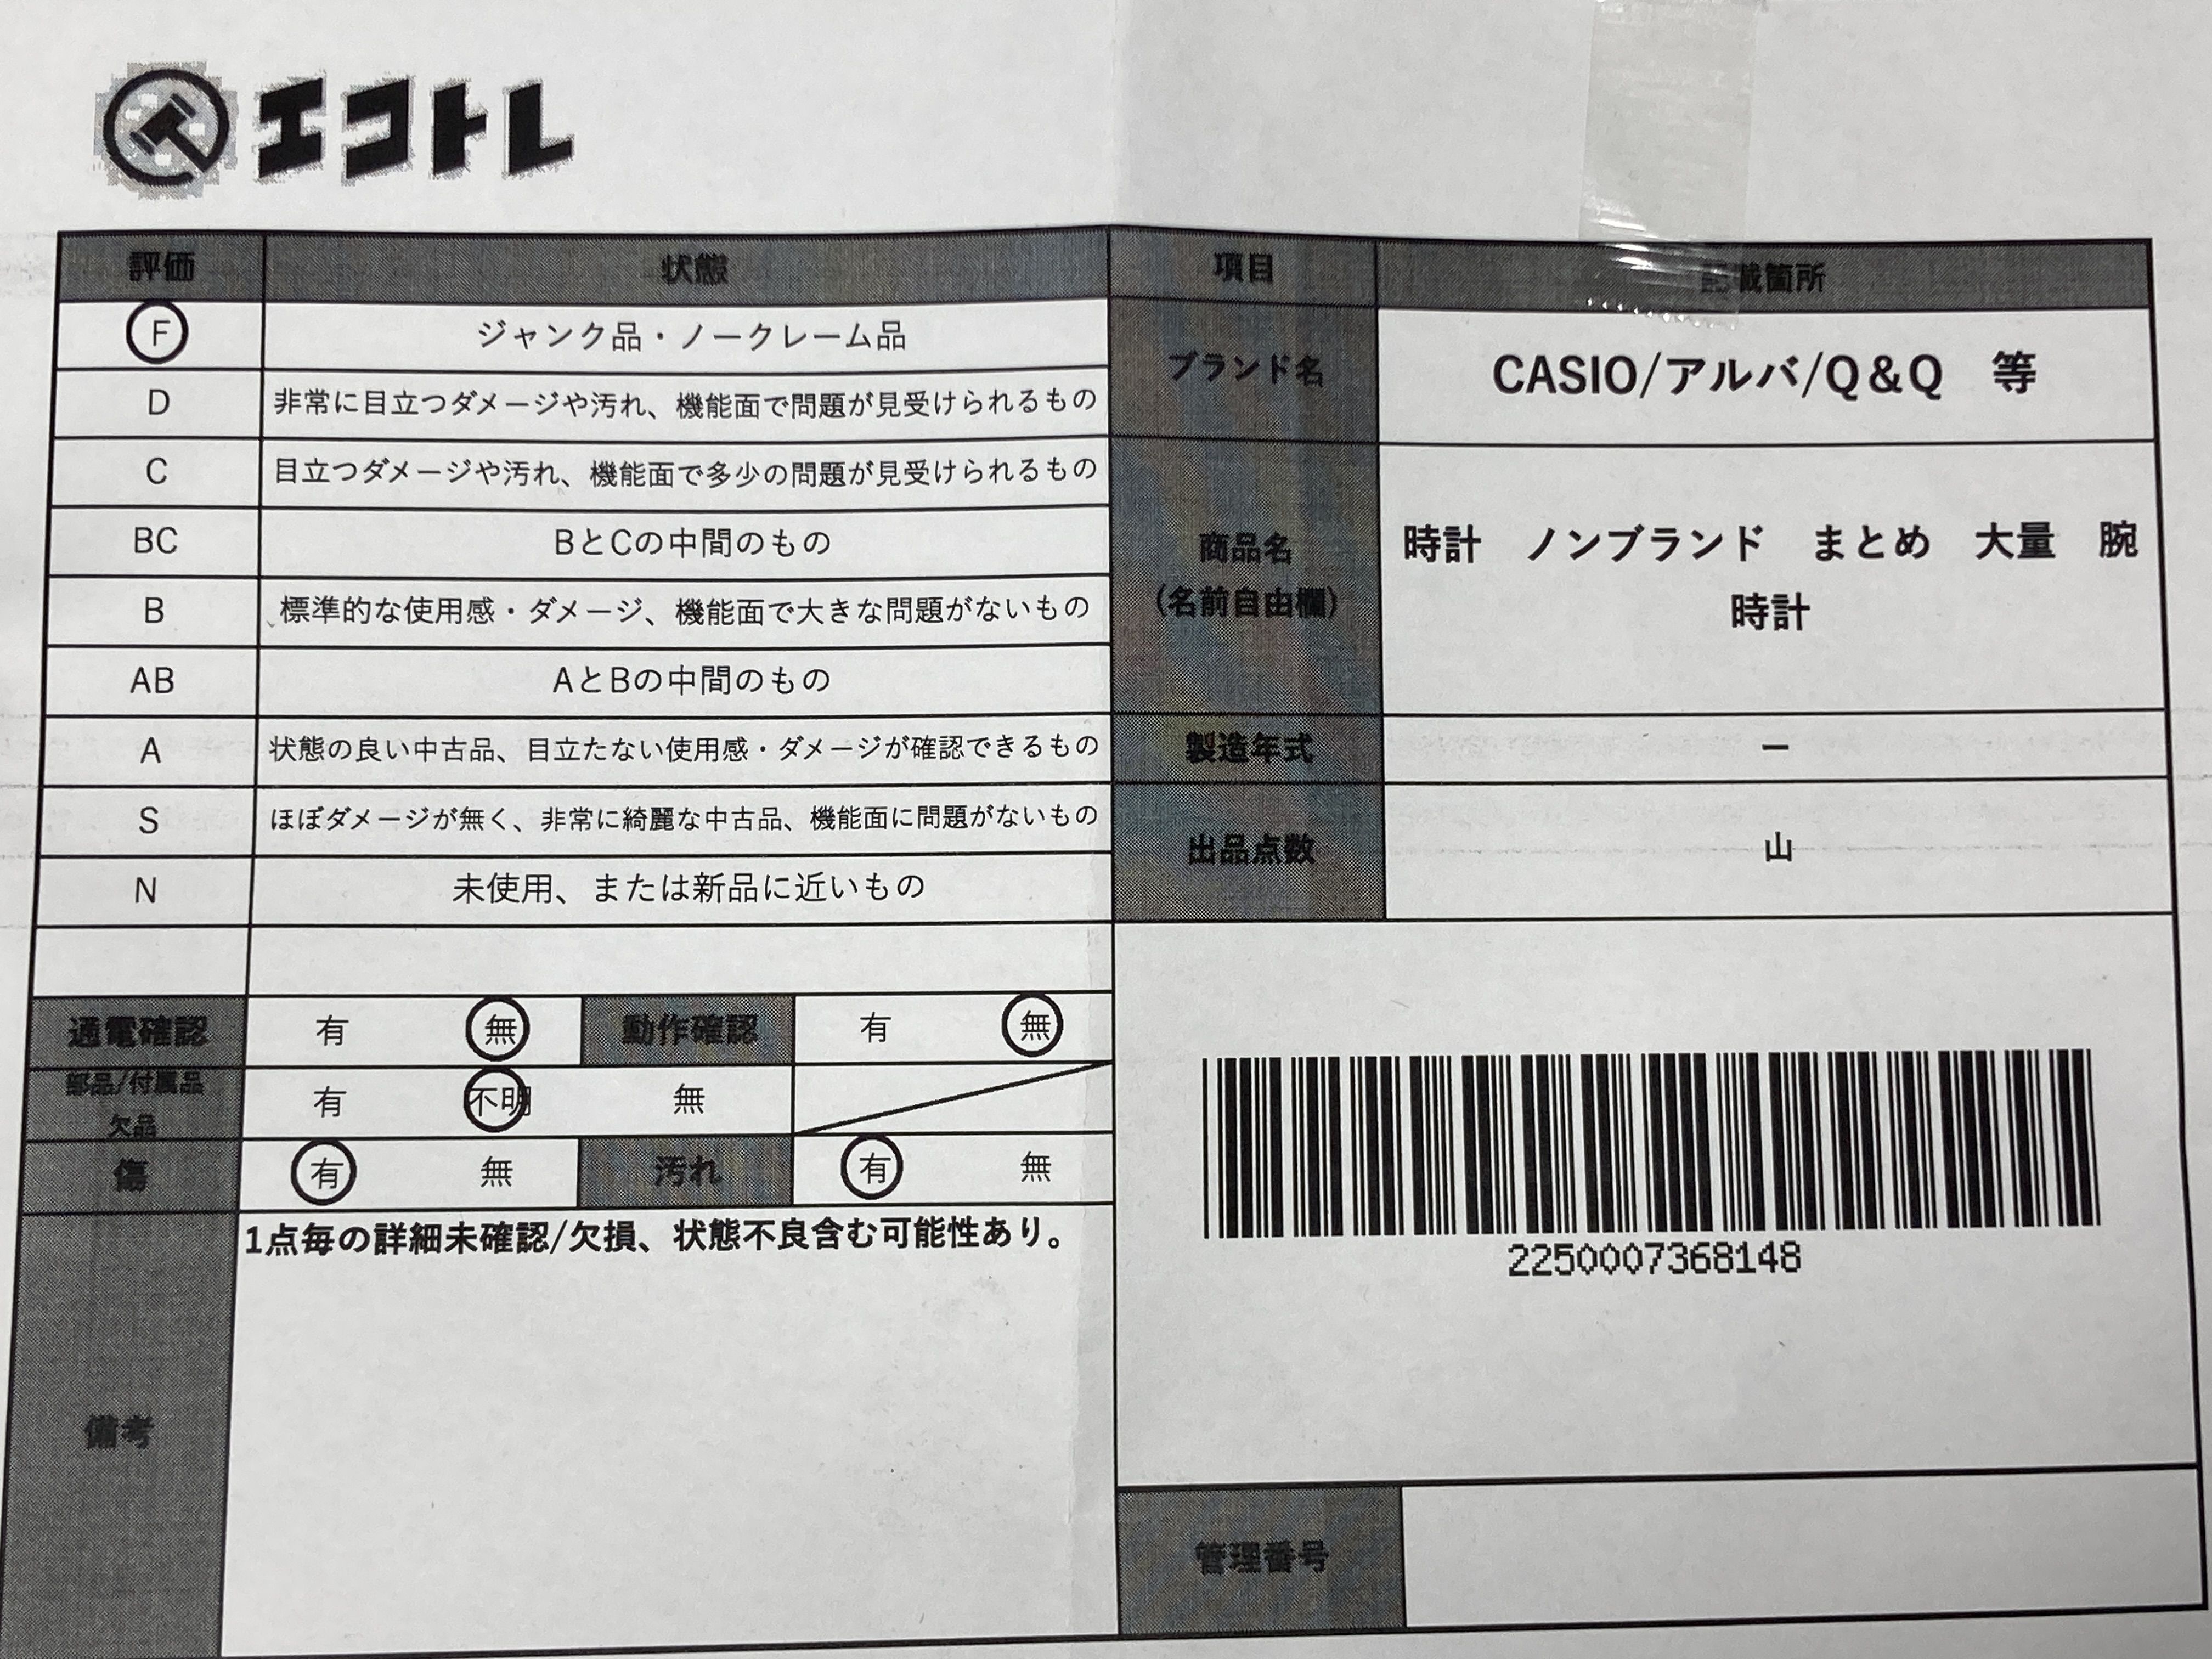 エコトレ
評価 状態 項目 記載箇所
F ジャンク品・ノークレーム品
D 非常に目立つダメージや汚れ、機能面で問題が見受けられるもの
C 目立つダメージや汚れ、機能面で多少の問題が見受けられるもの
BC BとCの中間のもの
B 標準的な使用感・ダメージ、機能面で大きな問題がないもの
AB AとBの中間のもの
A 状態の良い中古品、目立たない使用感・ダメージが確認できるもの
S ほぼダメージが無く、非常に綺麗な中古品、機能面に問題がないもの
N 未使用、または新品に近いもの
ブランド名 CASIO/アルバ/Q&Q 等
商品名
(名前自由欄)
時計 ノンブランド まとめ 大量 腕
時計
製造年式 ー
出品点数 山
通電確認 有 無 動作確認 有 無
部品/付属品
欠品
有 不明 無
傷 有 無 汚れ 有 無
備考
1点毎の詳細未確認/欠損、状態不良含む可能性あり。
2250007368148
管理番号